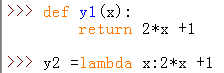 >>> def y1(x):
        return 2*x +1
>>> y2 =lambda x:2*x +1